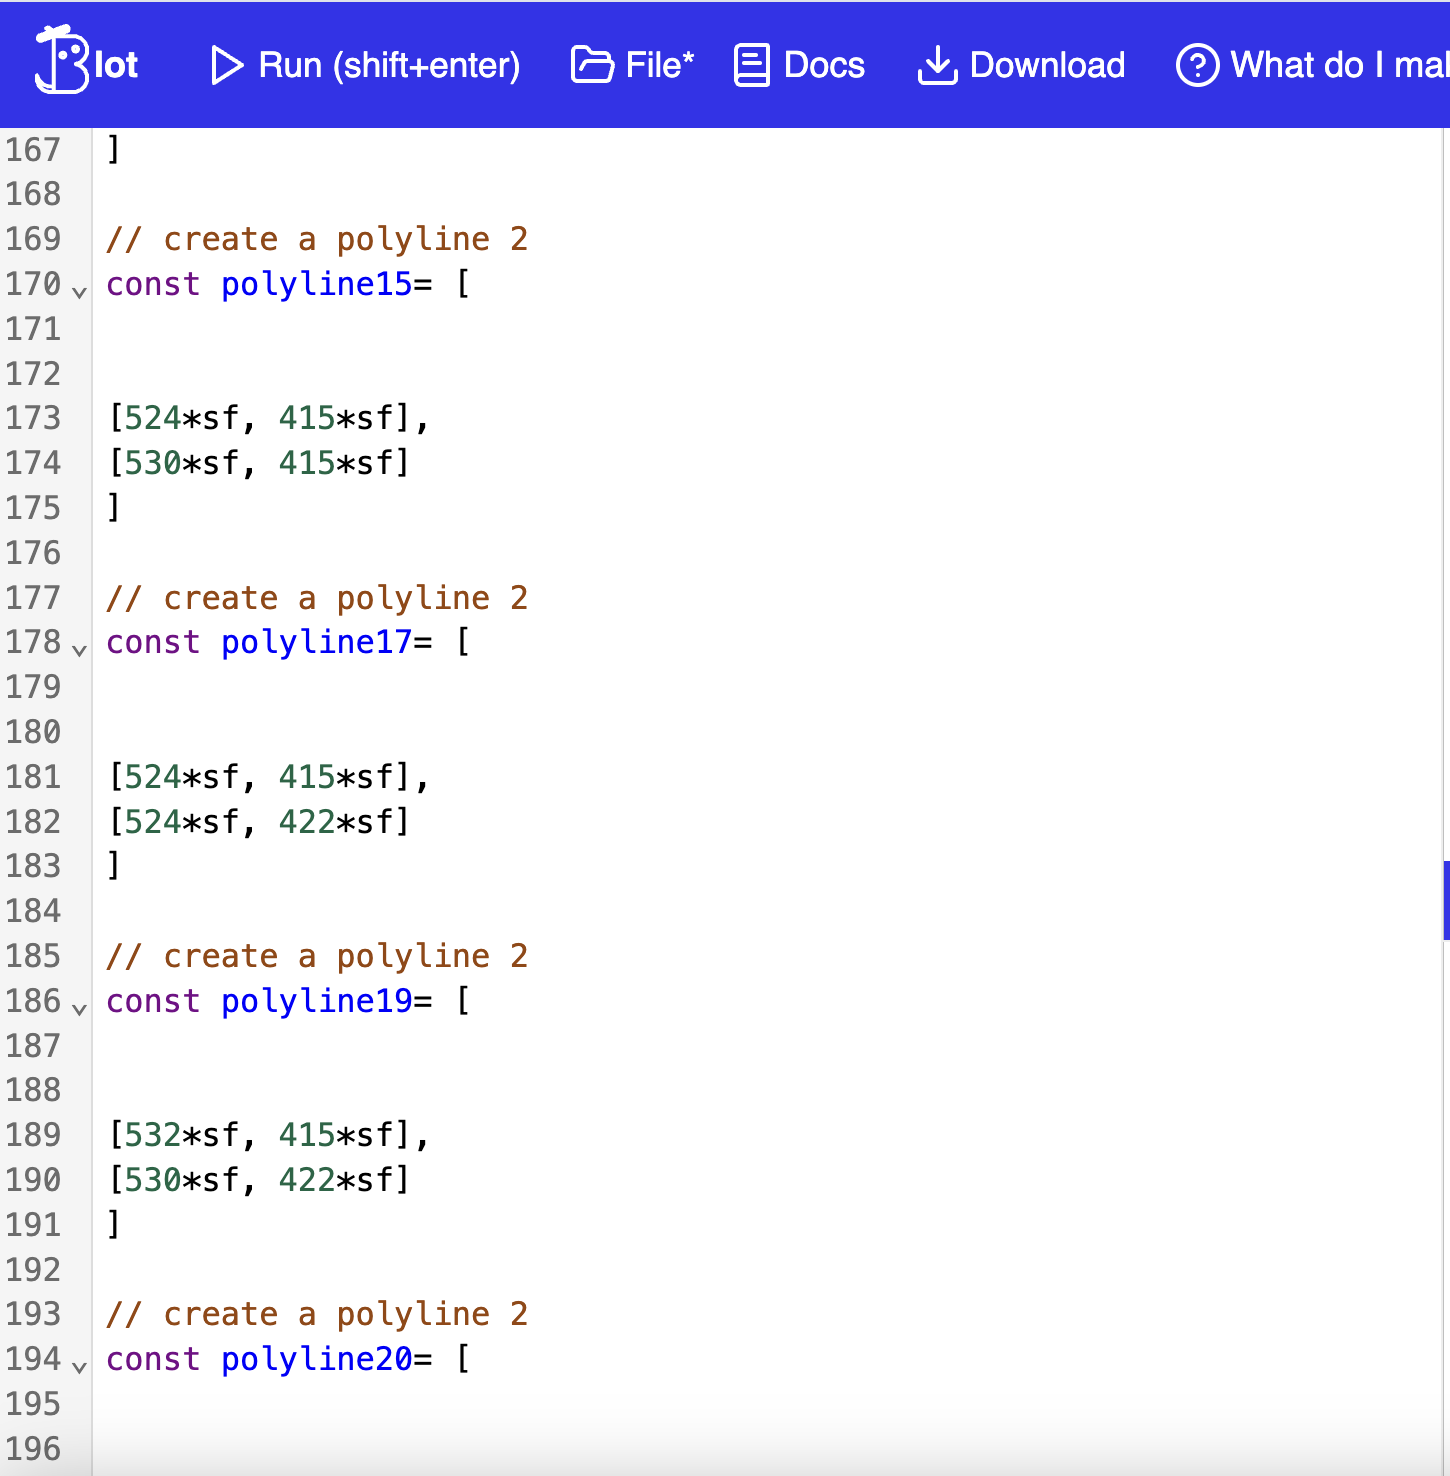 Blot Run (shift+enter) File* Docs Download What do I
167 ]
168
169 // create a polyline 2
170 const polyline15= [
171
172
173 [524*sf, 415*sf],
174 [530*sf, 415*sf]
175 ]
176
177 // create a polyline 2
178 const polyline17= [
179
180
181 [524*sf, 415*sf],
182 [524*sf, 422*sf]
183 ]
184
185 // create a polyline 2
186 const polyline19= [
187
188
189 [532*sf, 415*sf],
190 [530*sf, 422*sf]
191 ]
192
193 // create a polyline 2
194 const polyline20= [
195
196